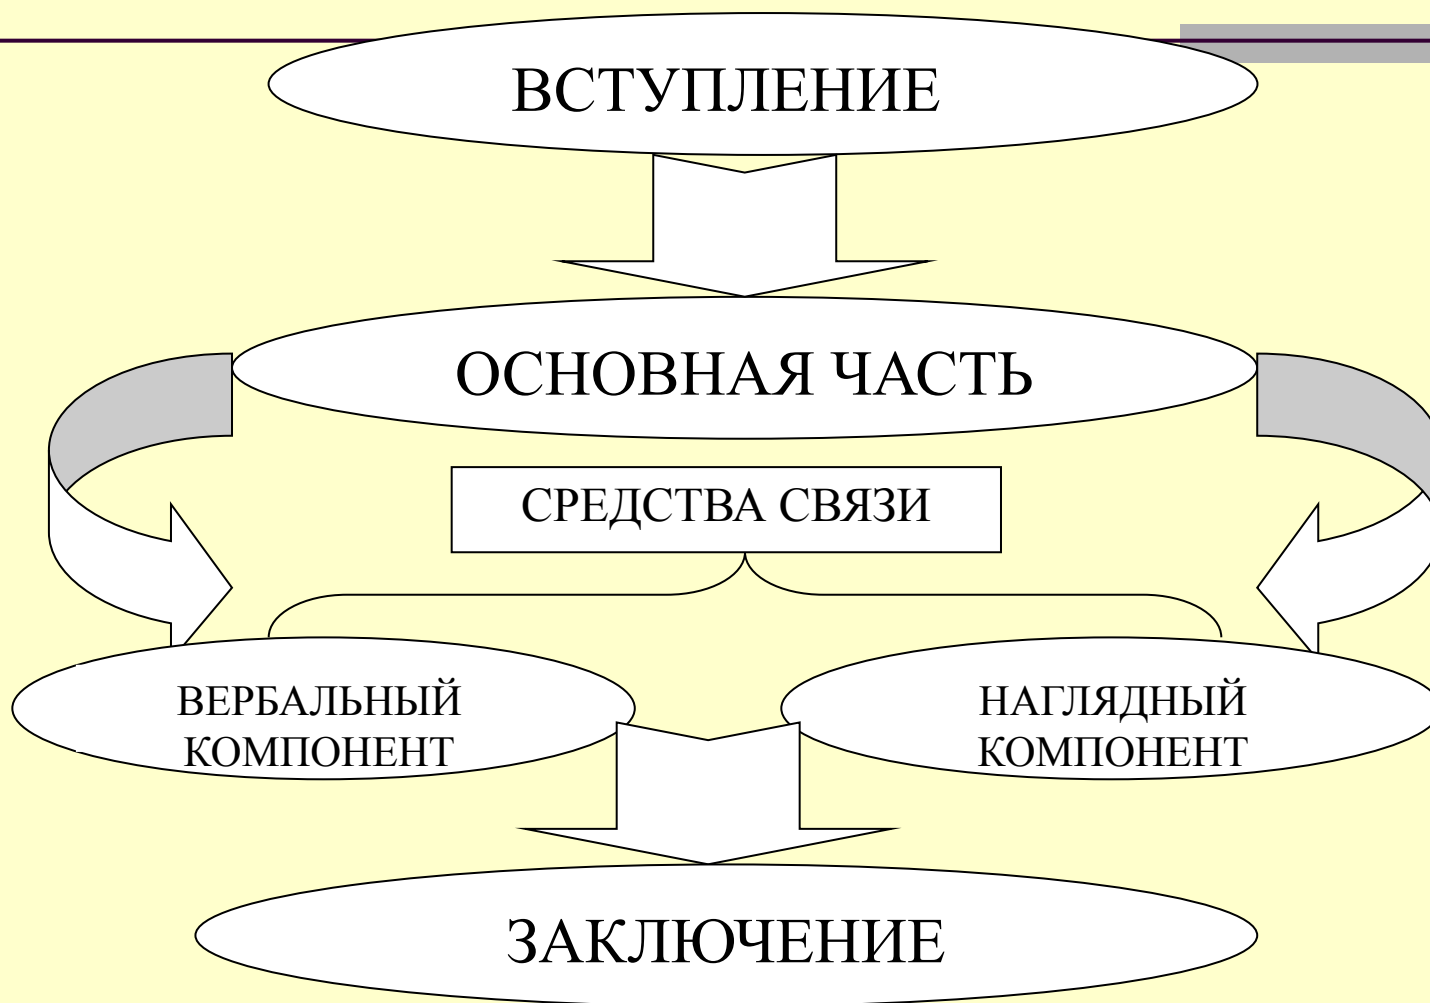 ВСТУПЛЕНИЕ
ОСНОВНАЯ ЧАСТЬ
СРЕДСТВА СВЯЗИ
ВЕРБАЛЬНЫЙ
КОМПОНЕНТ
НАГЛЯДНЫЙ
КОМПОНЕНТ
ЗАКЛЮЧЕНИЕ